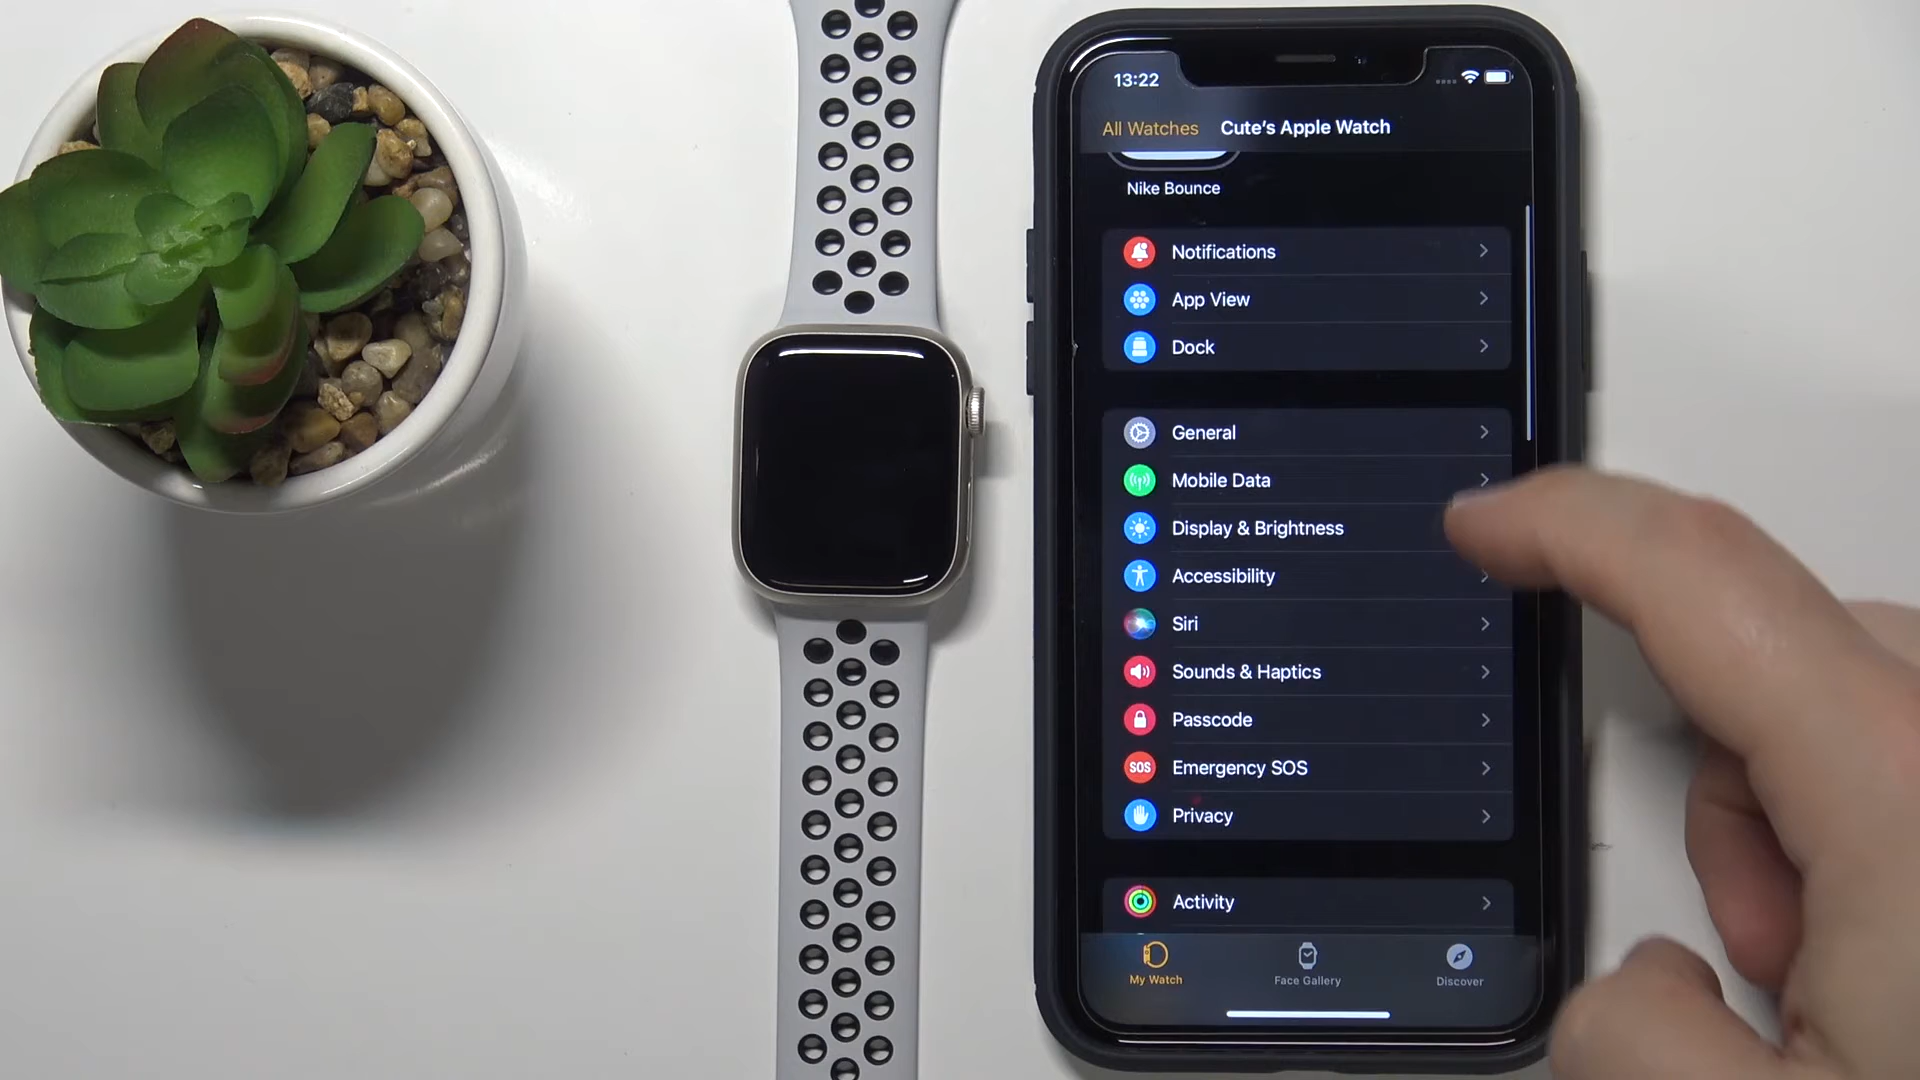 13:22
All Watches Cute's Apple Watch
Nike Bounce
Notifications
App View
Dock
General
Mobile Data
Display & Brightness
Accessibility
Siri
Sounds & Haptics
Passcode
SOS Emergency SOS
Privacy
Activity
My Watch Face Gallery Discover